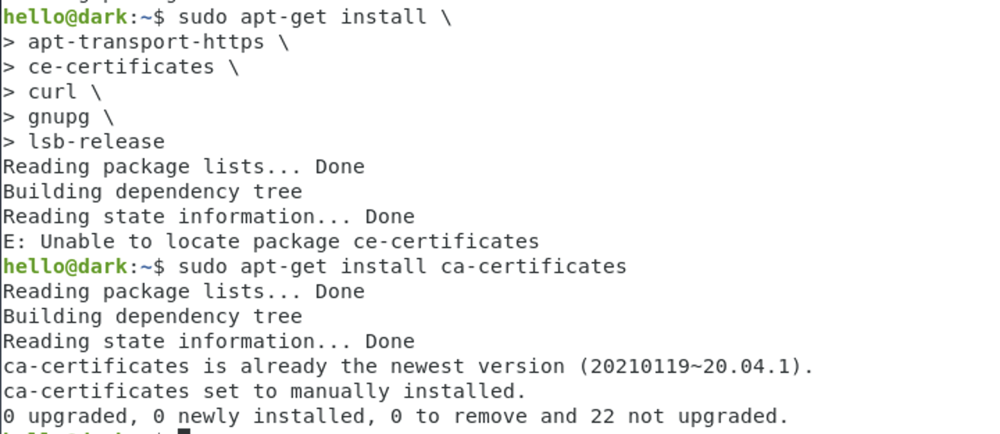 hello@dark:~$ sudo apt-get install \
> apt-transport-https \
> ce-certificates \
> curl \
> gnupg \
> lsb-release
Reading package lists... Done
Building dependency tree
Reading state information... Done
E: Unable to locate package ce-certificates
hello@dark:~$ sudo apt-get install ca-certificates
Reading package lists... Done
Building dependency tree
Reading state information... Done
ca-certificates is already the newest version (20210119~20.04.1).
ca-certificates set to manually installed.
0 upgraded, 0 newly installed, 0 to remove and 22 not upgraded.